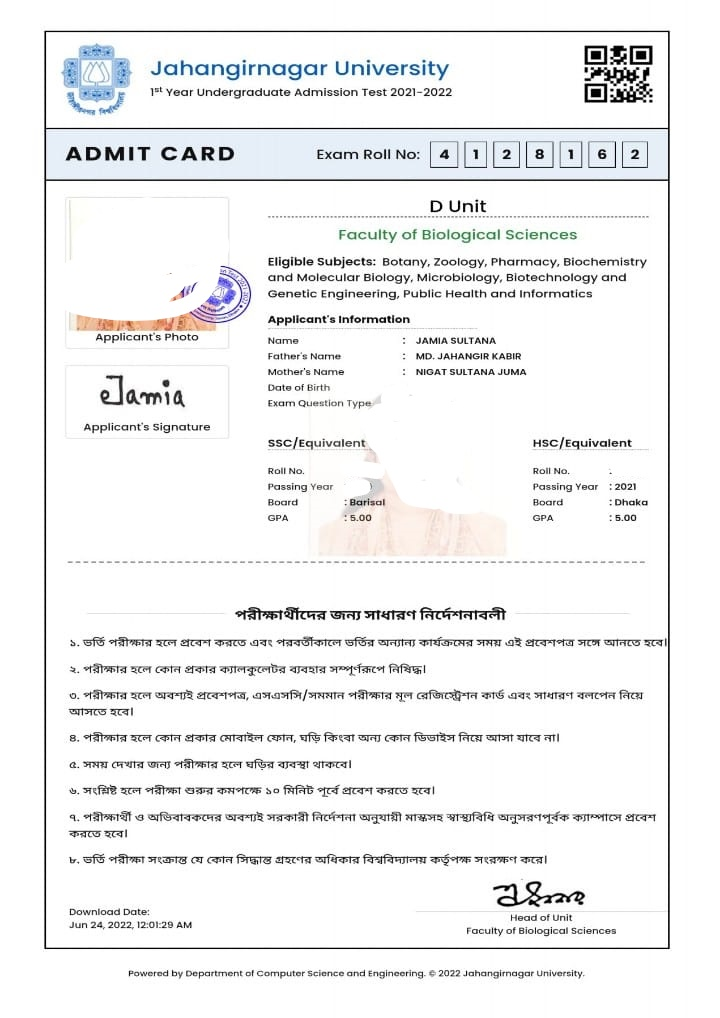 Jahangirnagar University
1st Year Undergraduate Admission Test 2021-2022
ADMIT CARD
Exam Roll No: 4 1 2 8 1 6 2
D Unit
Faculty of Biological Sciences
Eligible Subjects: Botany, Zoology, Pharmacy, Biochemistry
and Molecular Biology, Microbiology, Biotechnology and
Genetic Engineering, Public Health and Informatics
Applicant's Photo
Applicant's Information
Name : JAMIA SULTANA
Father's Name : MD. JAHANGIR KABIR
Mother's Name : NIGAT SULTANA JUMA
Date of Birth
Exam Question Type
Jamia
Applicant's Signature
SSC/Equivalent HSC/Equivalent
Roll No. Roll No. :
Passing Year Passing Year : 2021
Board : Barisal Board : Dhaka
GPA : 5.00 GPA : 5.00
পরীক্ষার্থীদের জন্য সাধারণ নির্দেশনাবলী
১. ভর্তি পরীক্ষার হলে প্রবেশ করতে এবং পরবর্তীকালে ভর্তির অন্যান্য কার্যক্রমের সময় এই প্রবেশপত্র সঙ্গে আনতে হবে।
২. পরীক্ষার হলে কোন প্রকার ক্যালকুলেটর ব্যবহার সম্পূর্ণরূপে নিষিদ্ধ।
৩. পরীক্ষার হলে অবশ্যই প্রবেশপত্র, এসএসসি/সমমান পরীক্ষার মূল রেজিস্ট্রেশন কার্ড এবং সাধারণ বলপেন নিয়ে
আসতে হবে।
৪. পরীক্ষার হলে কোন প্রকার মোবাইল ফোন, ঘড়ি কিংবা অন্য কোন ডিভাইস নিয়ে আসা যাবে না।
৫. সময় দেখার জন্য পরীক্ষার হলে ঘড়ির ব্যবস্থা থাকবে।
৬. সংশ্লিষ্ট হলে পরীক্ষা শুরুর কমপক্ষে ১০ মিনিট পূর্বে প্রবেশ করতে হবে।
৭. পরীক্ষার্থী ও অভিবাবকদের অবশ্যই সরকারী নির্দেশনা অনুযায়ী মাস্কসহ স্বাস্থ্যবিধি অনুসরণপূর্বক ক্যাম্পাসে প্রবেশ
করতে হবে।
৮. ভর্তি পরীক্ষা সংক্রান্ত যে কোন সিদ্ধান্ত গ্রহণের অধিকার বিশ্ববিদ্যালয় কর্তৃপক্ষ সংরক্ষণ করে।
Download Date:
Jun 24, 2022, 12:01:29 AM
Head of Unit
Faculty of Biological Sciences
Powered by Department of Computer Science and Engineering. © 2022 Jahangirnagar University.